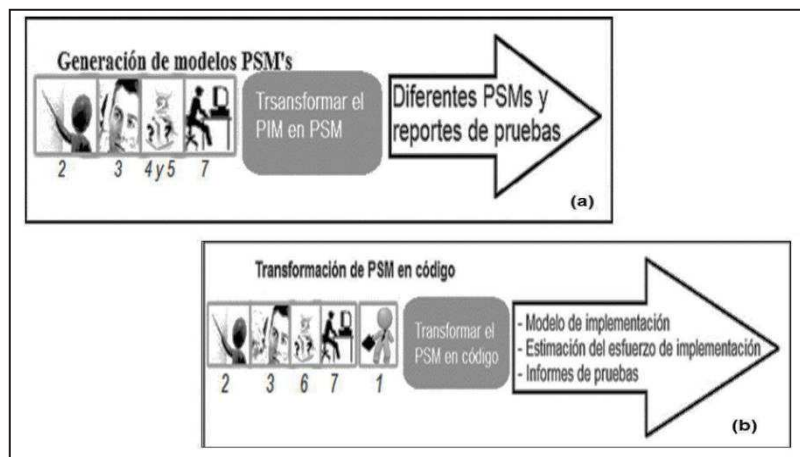 Generación de modelos PSM's
2 3 4 y 5 7
Trsansformar el
PIM en PSM
Diferentes PSMs y
reportes de pruebas
(a)
Transformación de PSM en código
2 3 6 7 1
Transformar el
PSM en código
- Modelo de implementación
- Estimación del esfuerzo de implementación
- Informes de pruebas
(b)